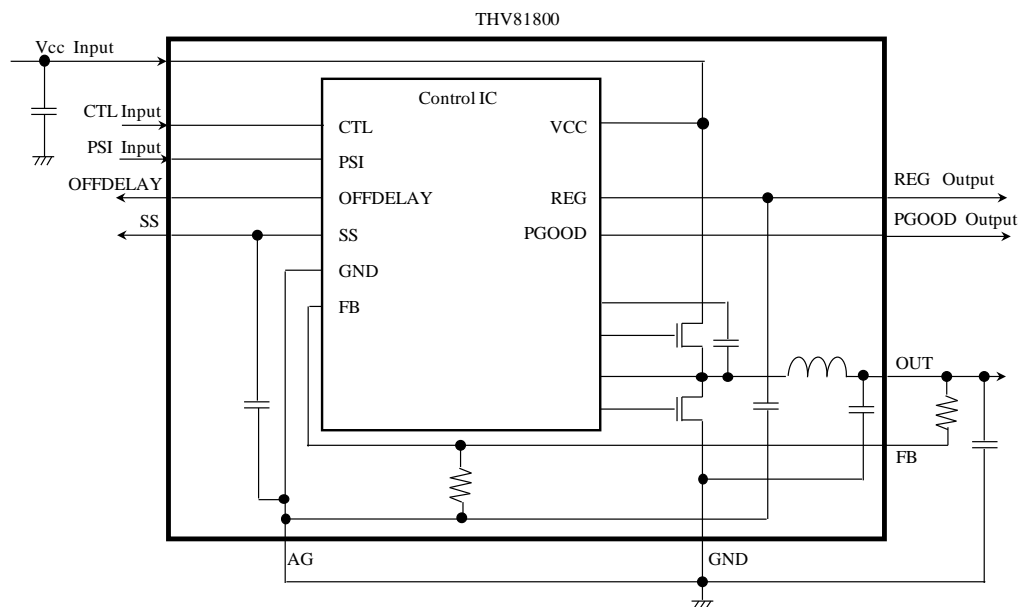 THV81800
Vcc Input
Control IC
CTL Input
CTL
VCC
PSI Input
PSI
OFFDELAY
OFFDELAY
REG
REG Output
SS
SS
PGOOD
PGOOD Output
GND
FB
OUT
FB
AG
GND